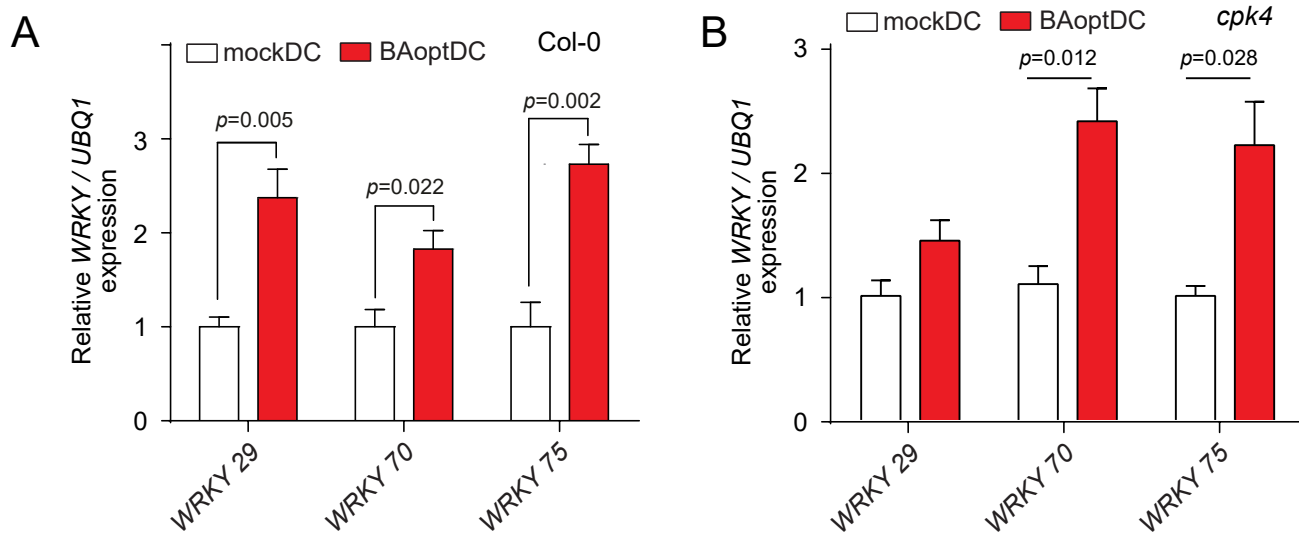 A
mockDC BAoptDC Col-0
Relative WRKY / UBQ1
expression
p=0.005
p=0.022
p=0.002
3
2
1
0
WRKY 29
WRKY 70
WRKY 75
B
mockDC BAoptDC cpk4
Relative WRKY / UBQ1
expression
p=0.012
p=0.028
3
2
1
0
WRKY 29
WRKY 70
WRKY 75